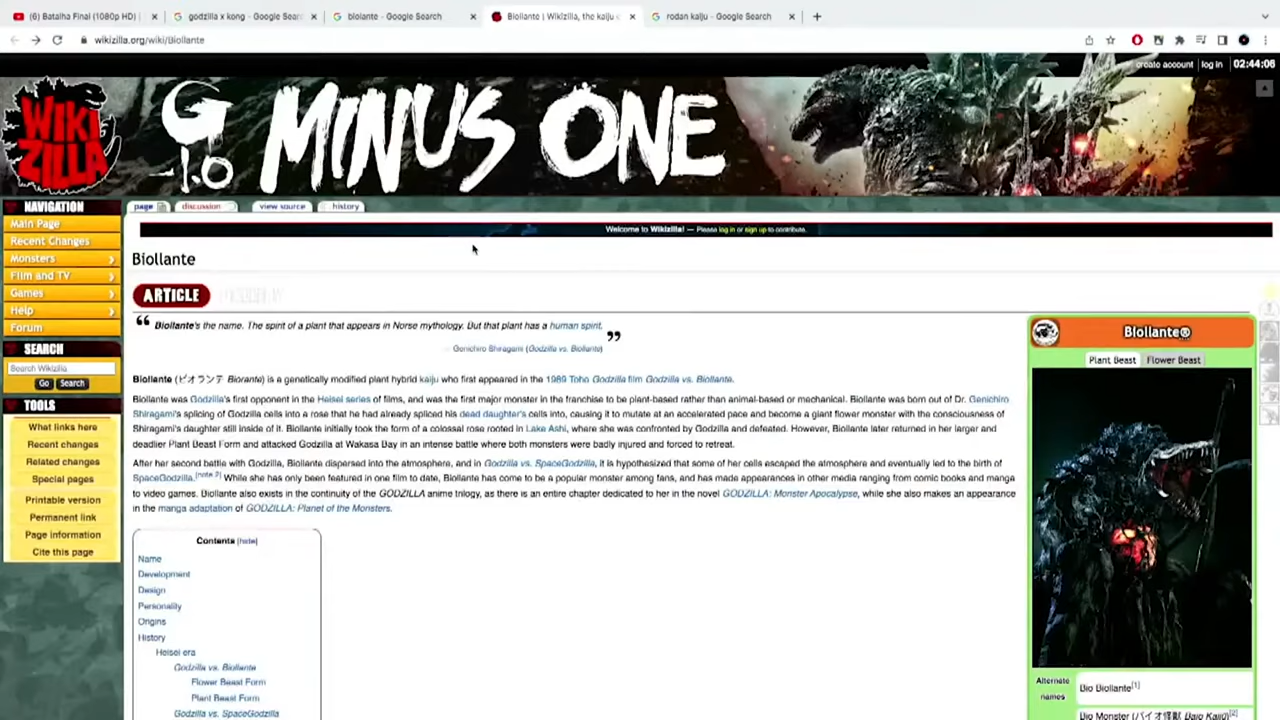 (6) Batalha Final (1080p HD) |
godzilla x kong - Google Sear
biolante - Google Search
Biollante | Wikizilla, the kaiju
rodan kaiju - Google Search
wikizilla.org/wiki/Biollante
create account log in 02:44:06
WIKI ZILLA
G -1.0 MINUS ONE
NAVIGATION
Main Page
Recent Changes
Monsters
Film and TV
Games
Help
Forum
SEARCH
Search Wikizilla
Go Search
TOOLS
What links here
Recent changes
Related changes
Special pages
Printable version
Permanent link
Page information
Cite this page
page discussion view source history
Welcome to Wikizilla! — Please log in or sign up to contribute.
Biollante
ARTICLE
“ Biollante's the name. The spirit of a plant that appears in Norse mythology. But that plant has a human spirit. ”
Genichiro Shiragami (Godzilla vs. Biollante)
Biollante (ビオランテ Biorante) is a genetically modified plant hybrid kaiju who first appeared in the 1989 Toho Godzilla film Godzilla vs. Biollante.
Biollante was Godzilla's first opponent in the Heisei series of films, and was the first major monster in the franchise to be plant-based rather than animal-based or mechanical. Biollante was born out of Dr. Genichiro
Shiragami's splicing of Godzilla cells into a rose that he had already spliced his dead daughter's cells into, causing it to mutate at an accelerated pace and become a giant flower monster with the consciousness of
Shiragami's daughter still inside of it. Biollante initially took the form of a colossal rose rooted in Lake Ashi, where she was confronted by Godzilla and defeated. However, Biollante later returned in her larger and
deadlier Plant Beast Form and attacked Godzilla at Wakasa Bay in an intense battle where both monsters were badly injured and forced to retreat.
After her second battle with Godzilla, Biollante dispersed into the atmosphere, and in Godzilla vs. SpaceGodzilla, it is hypothesized that some of her cells escaped the atmosphere and eventually led to the birth of
SpaceGodzilla.[note 2] While she has only been featured in one film to date, Biollante has come to be a popular monster among fans, and has made appearances in other media ranging from comic books and manga
to video games. Biollante also exists in the continuity of the GODZILLA anime trilogy, as there is an entire chapter dedicated to her in the novel GODZILLA: Monster Apocalypse, while she also makes an appearance
in the manga adaptation of GODZILLA: Planet of the Monsters.
Contents [hide]
Name
Development
Design
Personality
Origins
History
Heisei era
Godzilla vs. Biollante
Flower Beast Form
Plant Beast Form
Godzilla vs. SpaceGodzilla
Biollante®
Plant Beast Flower Beast
Alternate names
Bio Biollante[1]
Bio Monster (バイオ怪獣 Baio Kaijū)[2]